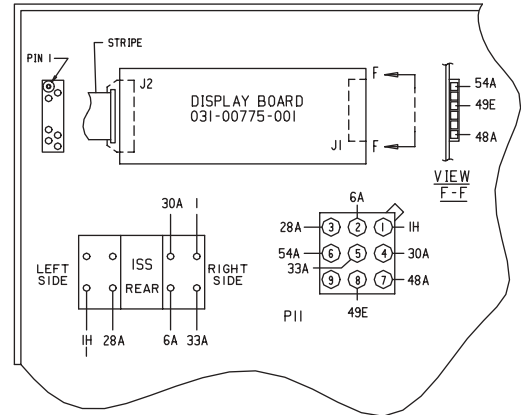 STRIPE
PIN 1
J2
DISPLAY BOARD
031-00775-001
J1
F
F
54A
49E
48A
VIEW
F-F
30A 1
LEFT
SIDE
ISS
REAR
RIGHT
SIDE
1H
1
28A
6A
33A
6A
28A 3 2 1 1H
54A 6 5 4 30A
33A
9 8 7 48A
49E
P11